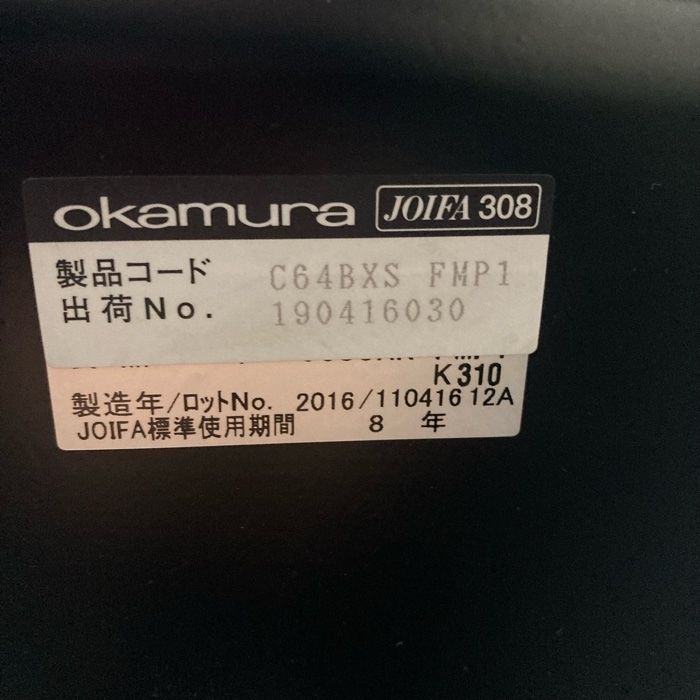 okamura JOIFA 308
製品コード C64BXS FMP1
出荷No. 190416030
K310
製造年/ロットNo. 2016/110416 12A
JOIFA標準使用期間 8 年